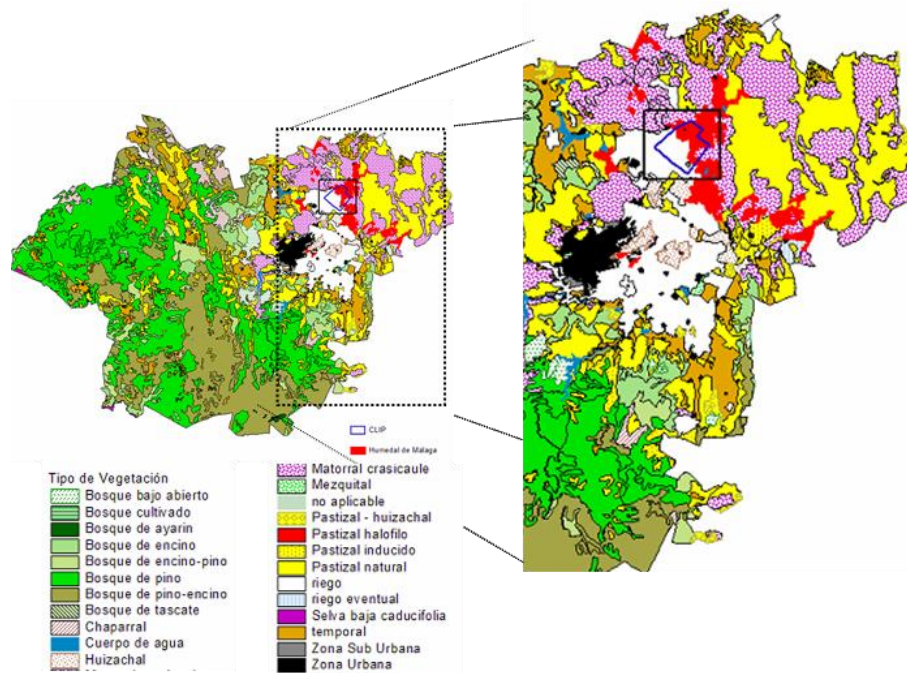 CLIP
Humedal de Malaga
Tipo de Vegetación
Bosque bajo abierto
Bosque cultivado
Bosque de ayarin
Bosque de encino
Bosque de encino-pino
Bosque de pino
Bosque de pino-encino
Bosque de tascate
Chaparral
Cuerpo de agua
Huizachal
Matorral crasicaule
Mezquital
no aplicable
Pastizal - huizachal
Pastizal halofilo
Pastizal inducido
Pastizal natural
riego
riego eventual
Selva baja caducifolia
temporal
Zona Sub Urbana
Zona Urbana